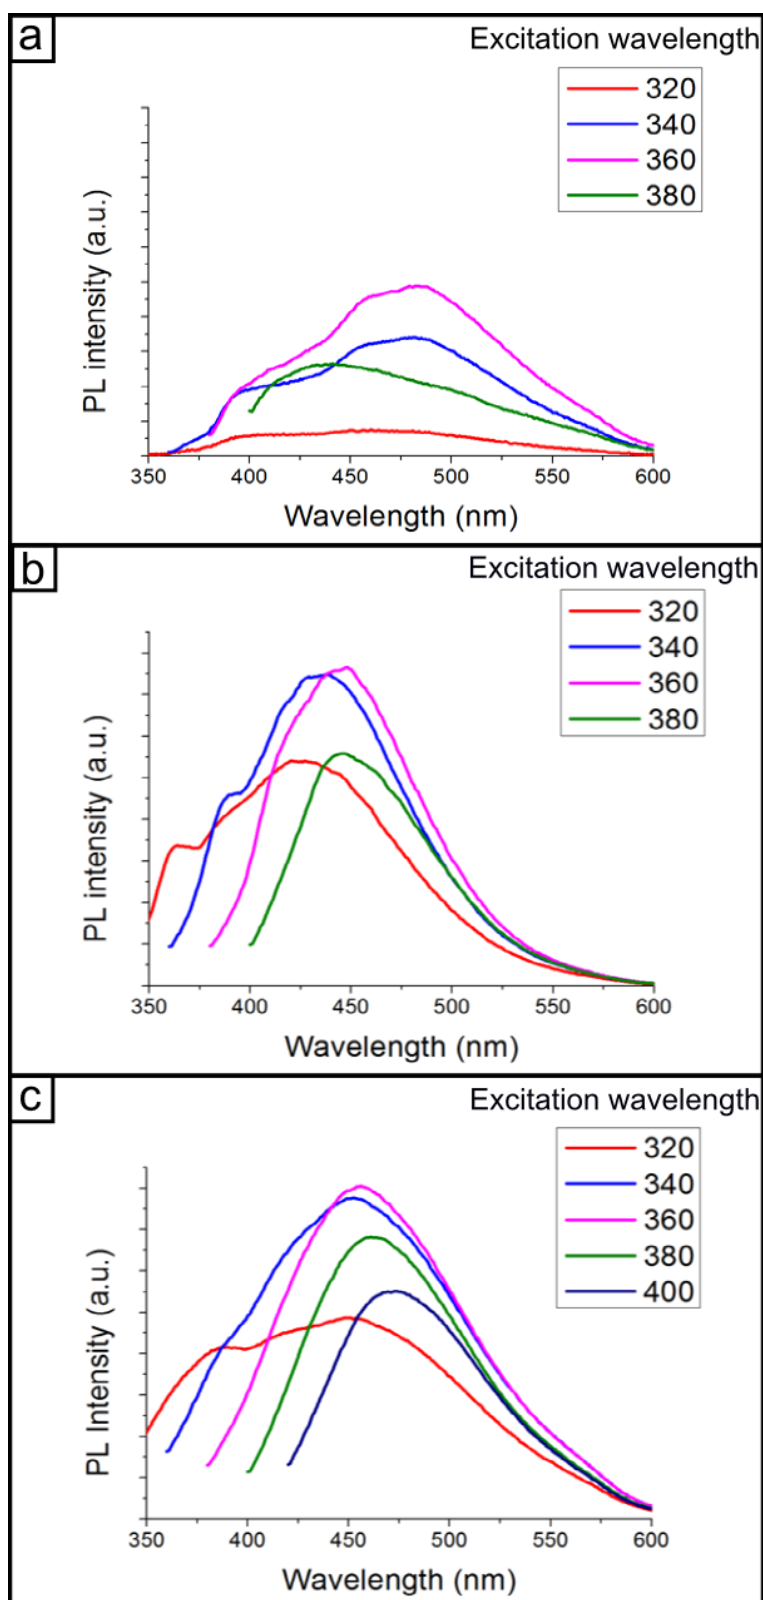 a
Excitation wavelength
320
340
360
380
PL intensity (a.u.)
350 400 450 500 550 600
Wavelength (nm)
b
Excitation wavelength
320
340
360
380
PL intensity (a.u.)
350 400 450 500 550 600
Wavelength (nm)
c
Excitation wavelength
320
340
360
380
400
PL Intensity (a.u.)
350 400 450 500 550 600
Wavelength (nm)